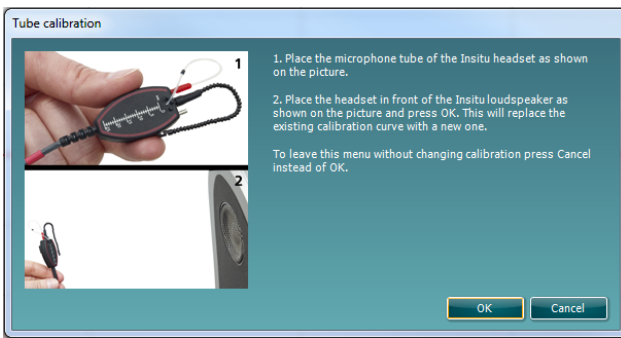 Tube calibration
1
1. Place the microphone tube of the Insitu headset as shown
on the picture.
2. Place the headset in front of the Insitu loudspeaker as
shown on the picture and press OK. This will replace the
existing calibration curve with a new one.
2
To leave this menu without changing calibration press Cancel
instead of OK.
OK
Cancel